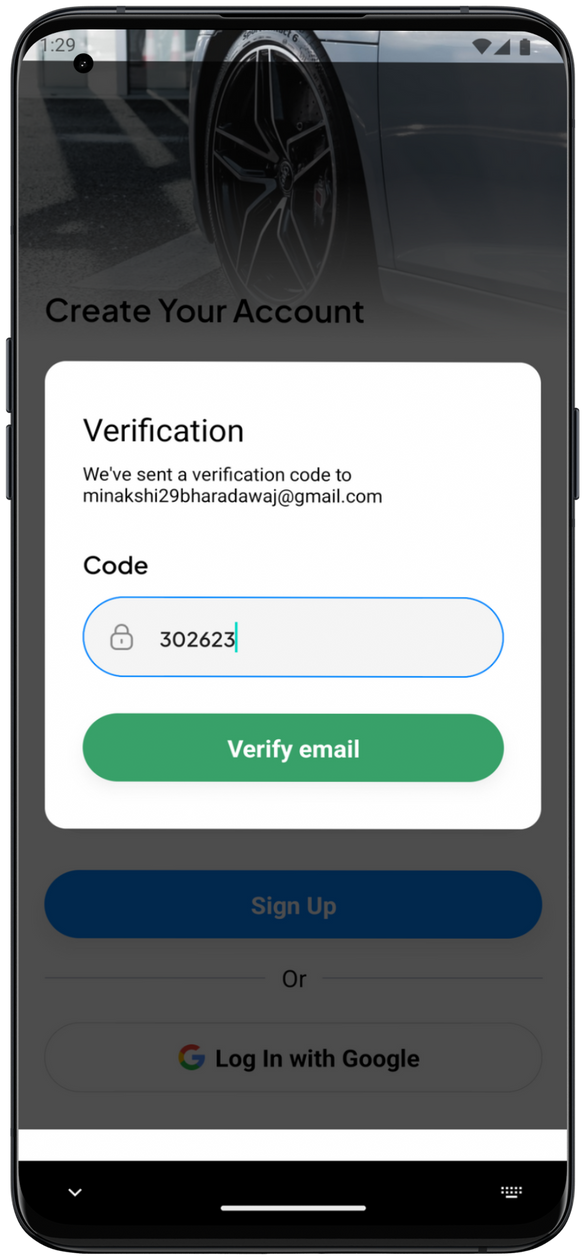 1:29
Create Your Account
Verification
We've sent a verification code to
minakshi29bharadawaj@gmail.com
Code
302623
Verify email
Sign Up
Or
Log In with Google